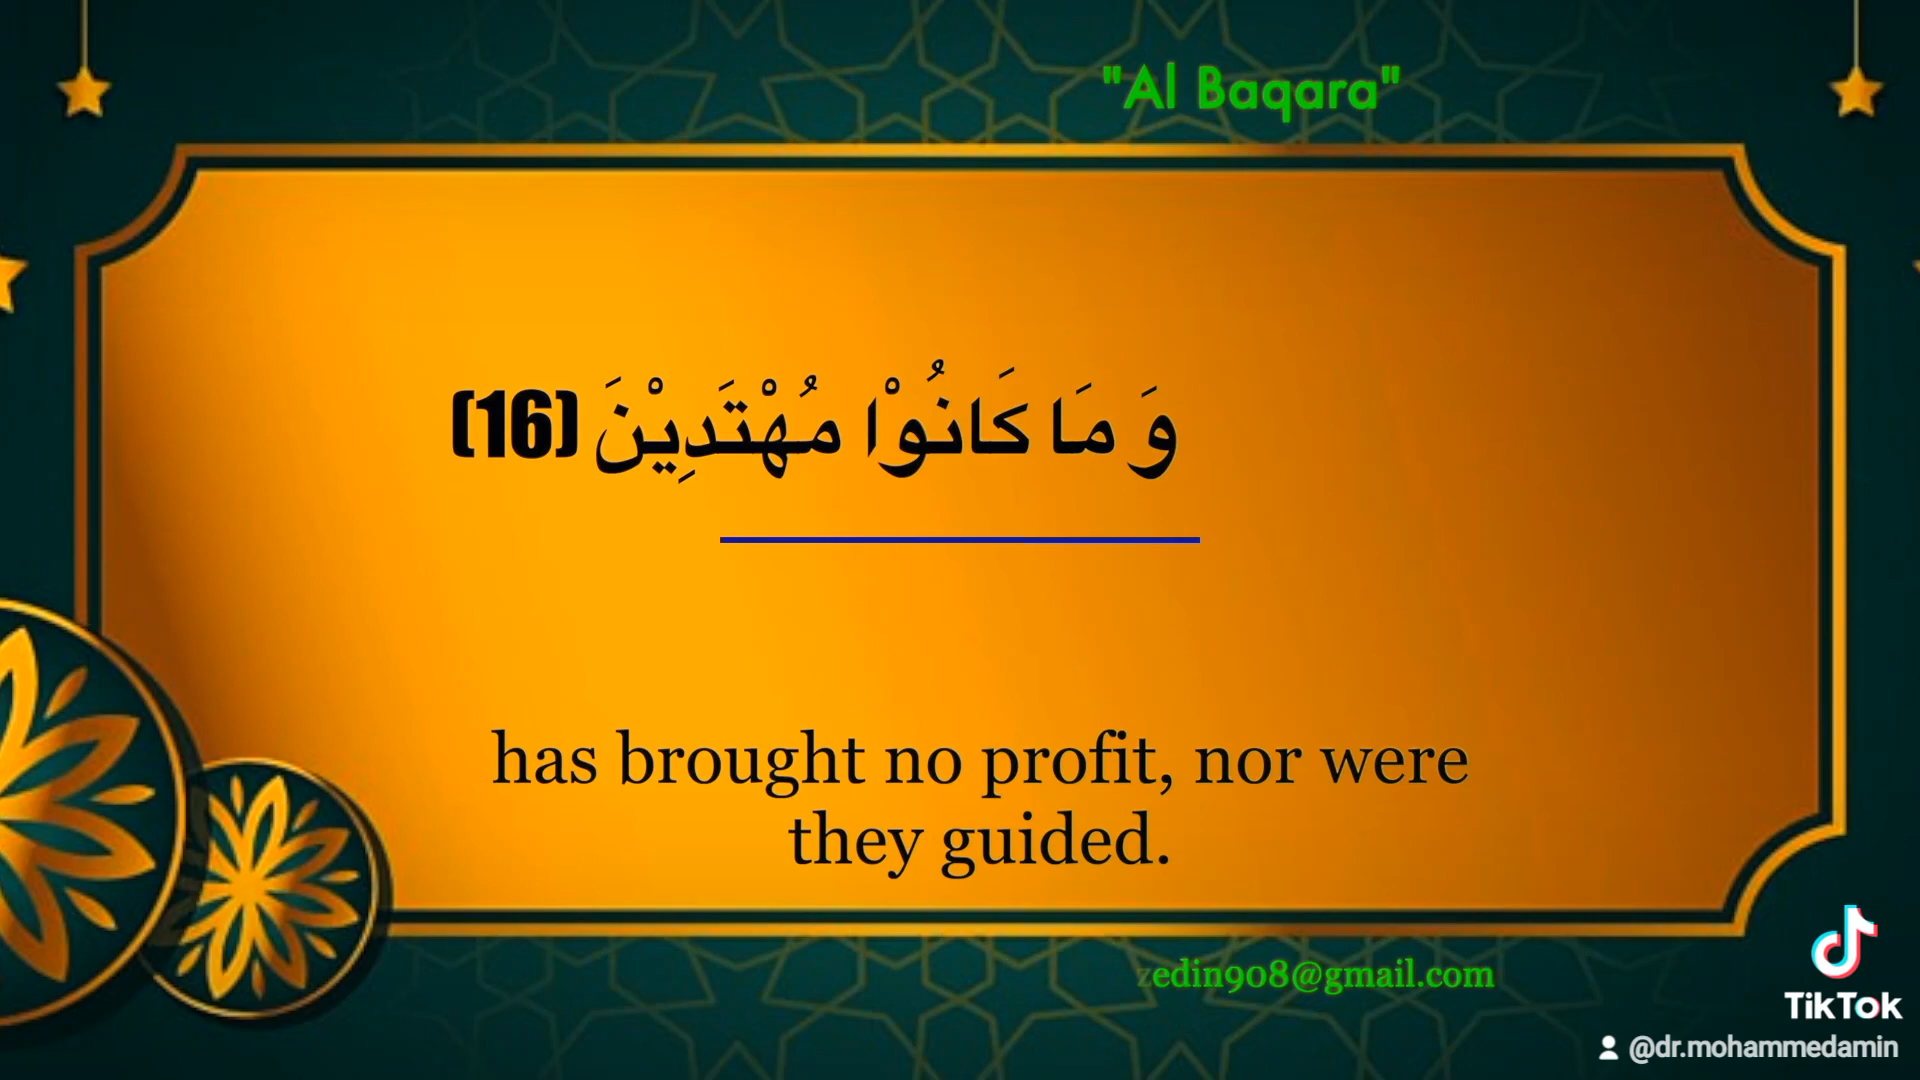 "Al Baqara"
وَ مَا كَانُوْا مُهْتَدِيْنَ (16)
has brought no profit, nor were
they guided.
zedin908@gmail.com
TikTok
@dr.mohammedamin